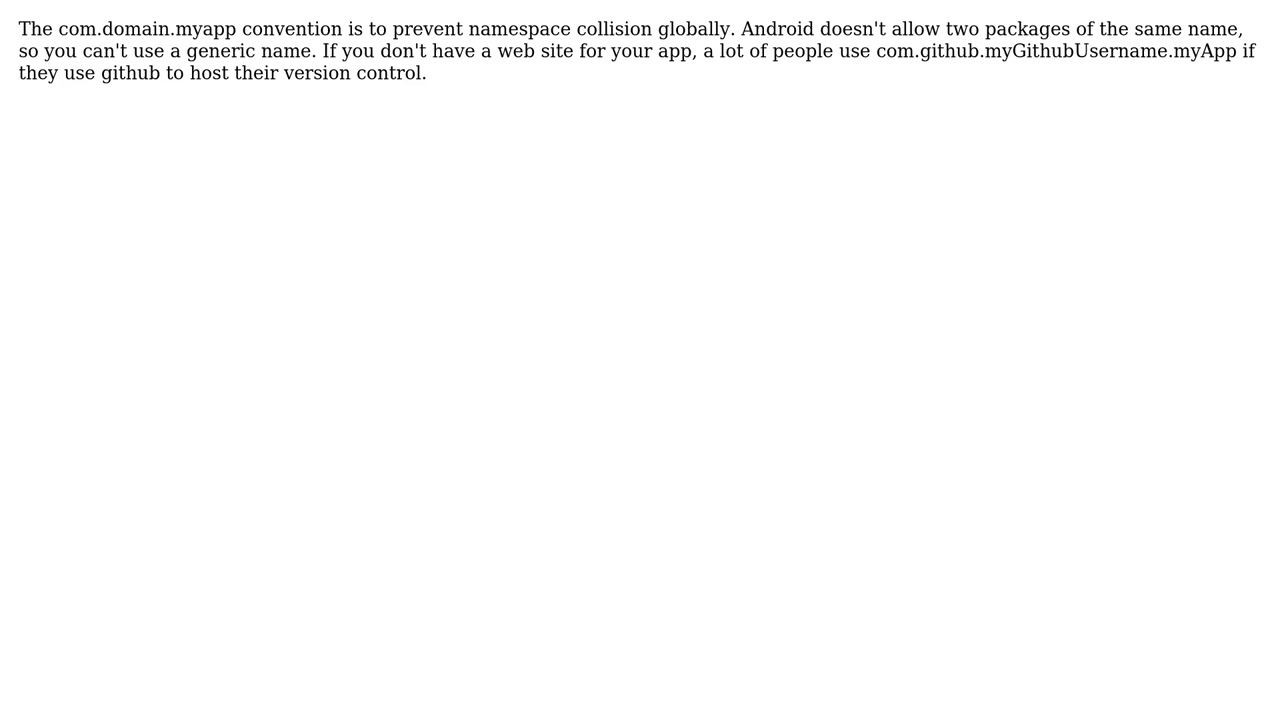 The com.domain.myapp convention is to prevent namespace collision globally. Android doesn't allow two packages of the same name,
so you can't use a generic name. If you don't have a web site for your app, a lot of people use com.github.myGithubUsername.myApp if
they use github to host their version control.